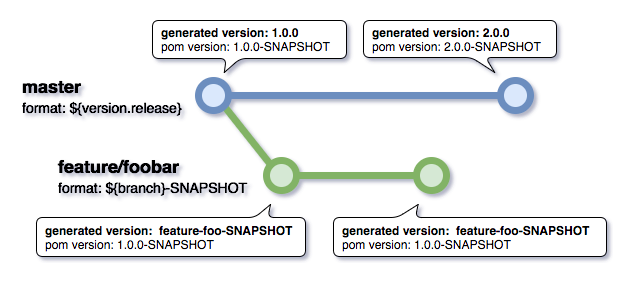 generated version: 1.0.0
pom version: 1.0.0-SNAPSHOT
generated version: 2.0.0
pom version: 2.0.0-SNAPSHOT
master
format: ${version.release}
feature/foobar
format: ${branch}-SNAPSHOT
generated version: feature-foo-SNAPSHOT
pom version: 1.0.0-SNAPSHOT
generated version: feature-foo-SNAPSHOT
pom version: 1.0.0-SNAPSHOT